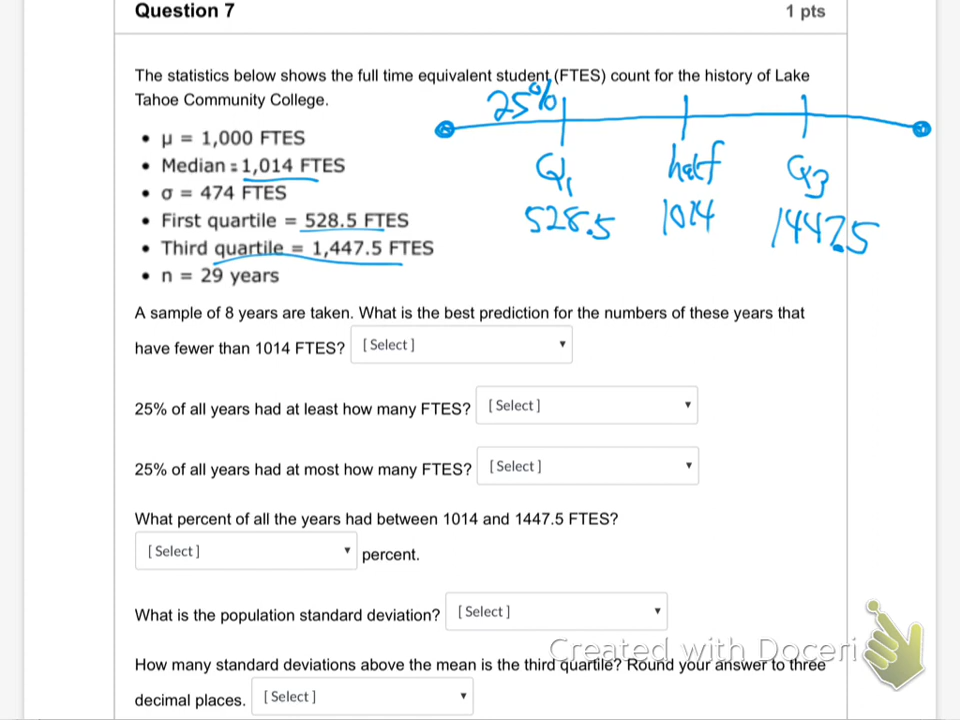 Question 7
1 pts
The statistics below shows the full time equivalent student (FTES) count for the history of Lake
Tahoe Community College.
25%
• μ = 1,000 FTES
• Median = 1,014 FTES
• σ = 474 FTES
• First quartile = 528.5 FTES
• Third quartile = 1,447.5 FTES
• n = 29 years
Q1 half Q3
528.5 1014 1447.5
A sample of 8 years are taken. What is the best prediction for the numbers of these years that
have fewer than 1014 FTES? [ Select ]
25% of all years had at least how many FTES? [ Select ]
25% of all years had at most how many FTES? [ Select ]
What percent of all the years had between 1014 and 1447.5 FTES?
[ Select ] percent.
What is the population standard deviation? [ Select ]
Created with Doceri
How many standard deviations above the mean is the third quartile? Round your answer to three
decimal places. [ Select ]